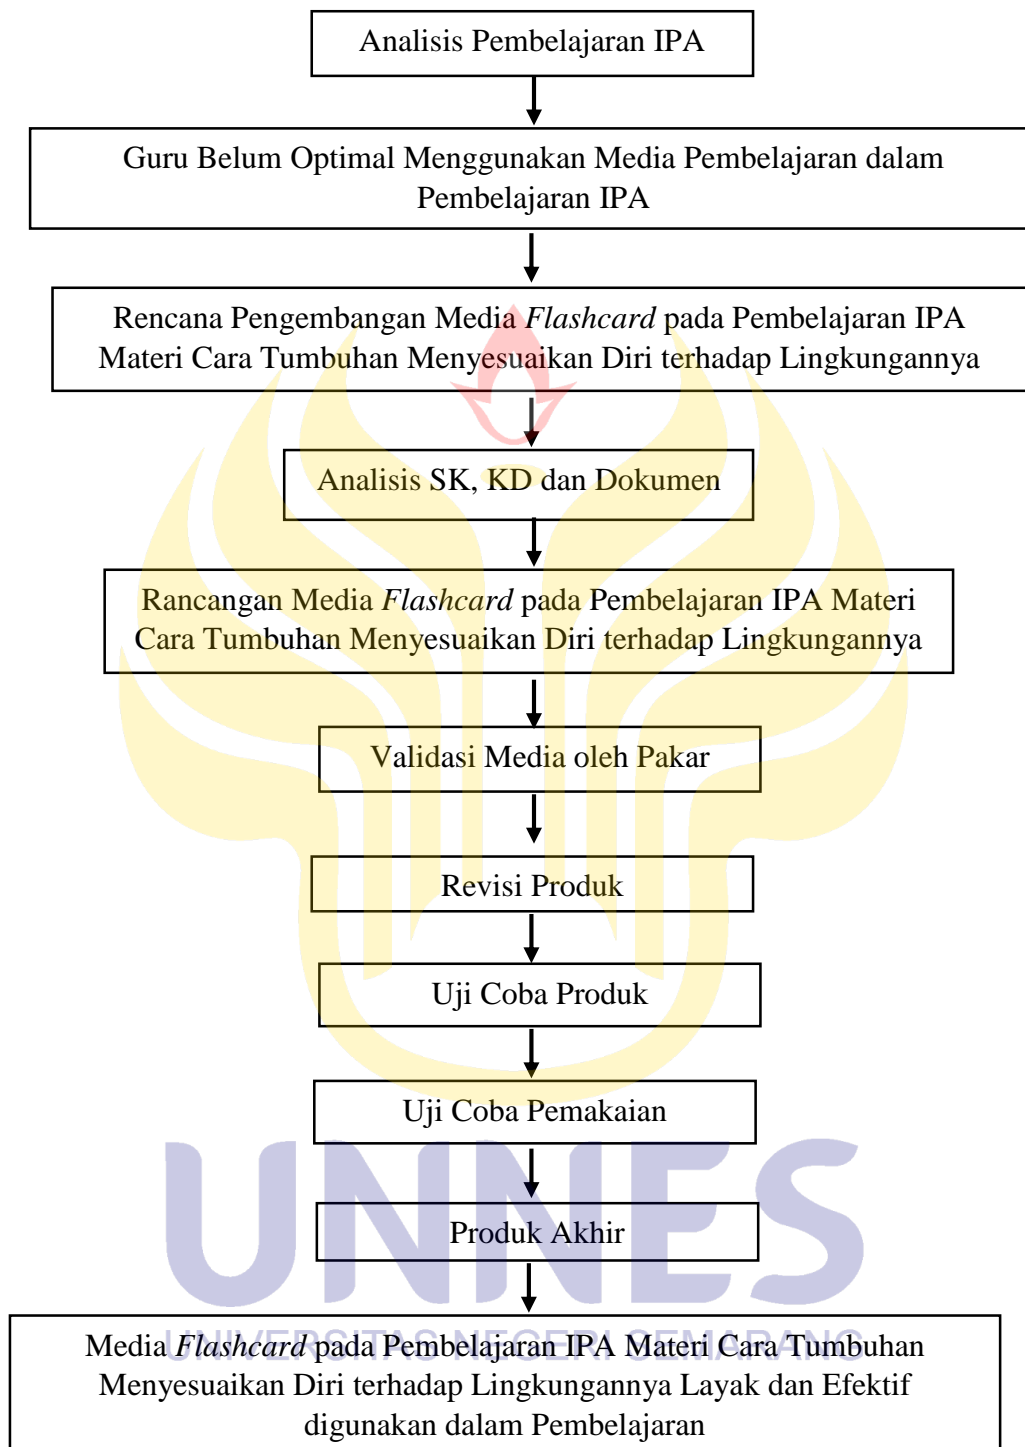 Analisis Pembelajaran IPA
Guru Belum Optimal Menggunakan Media Pembelajaran dalam
Pembelajaran IPA
Rencana Pengembangan Media Flashcard pada Pembelajaran IPA
Materi Cara Tumbuhan Menyesuaikan Diri terhadap Lingkungannya
Analisis SK, KD dan Dokumen
Rancangan Media Flashcard pada Pembelajaran IPA Materi
Cara Tumbuhan Menyesuaikan Diri terhadap Lingkungannya
Validasi Media oleh Pakar
Revisi Produk
Uji Coba Produk
Uji Coba Pemakaian
UNNES
Produk Akhir
UNIVERSITAS NEGERI SEMARANG
Media Flashcard pada Pembelajaran IPA Materi Cara Tumbuhan
Menyesuaikan Diri terhadap Lingkungannya Layak dan Efektif
digunakan dalam Pembelajaran